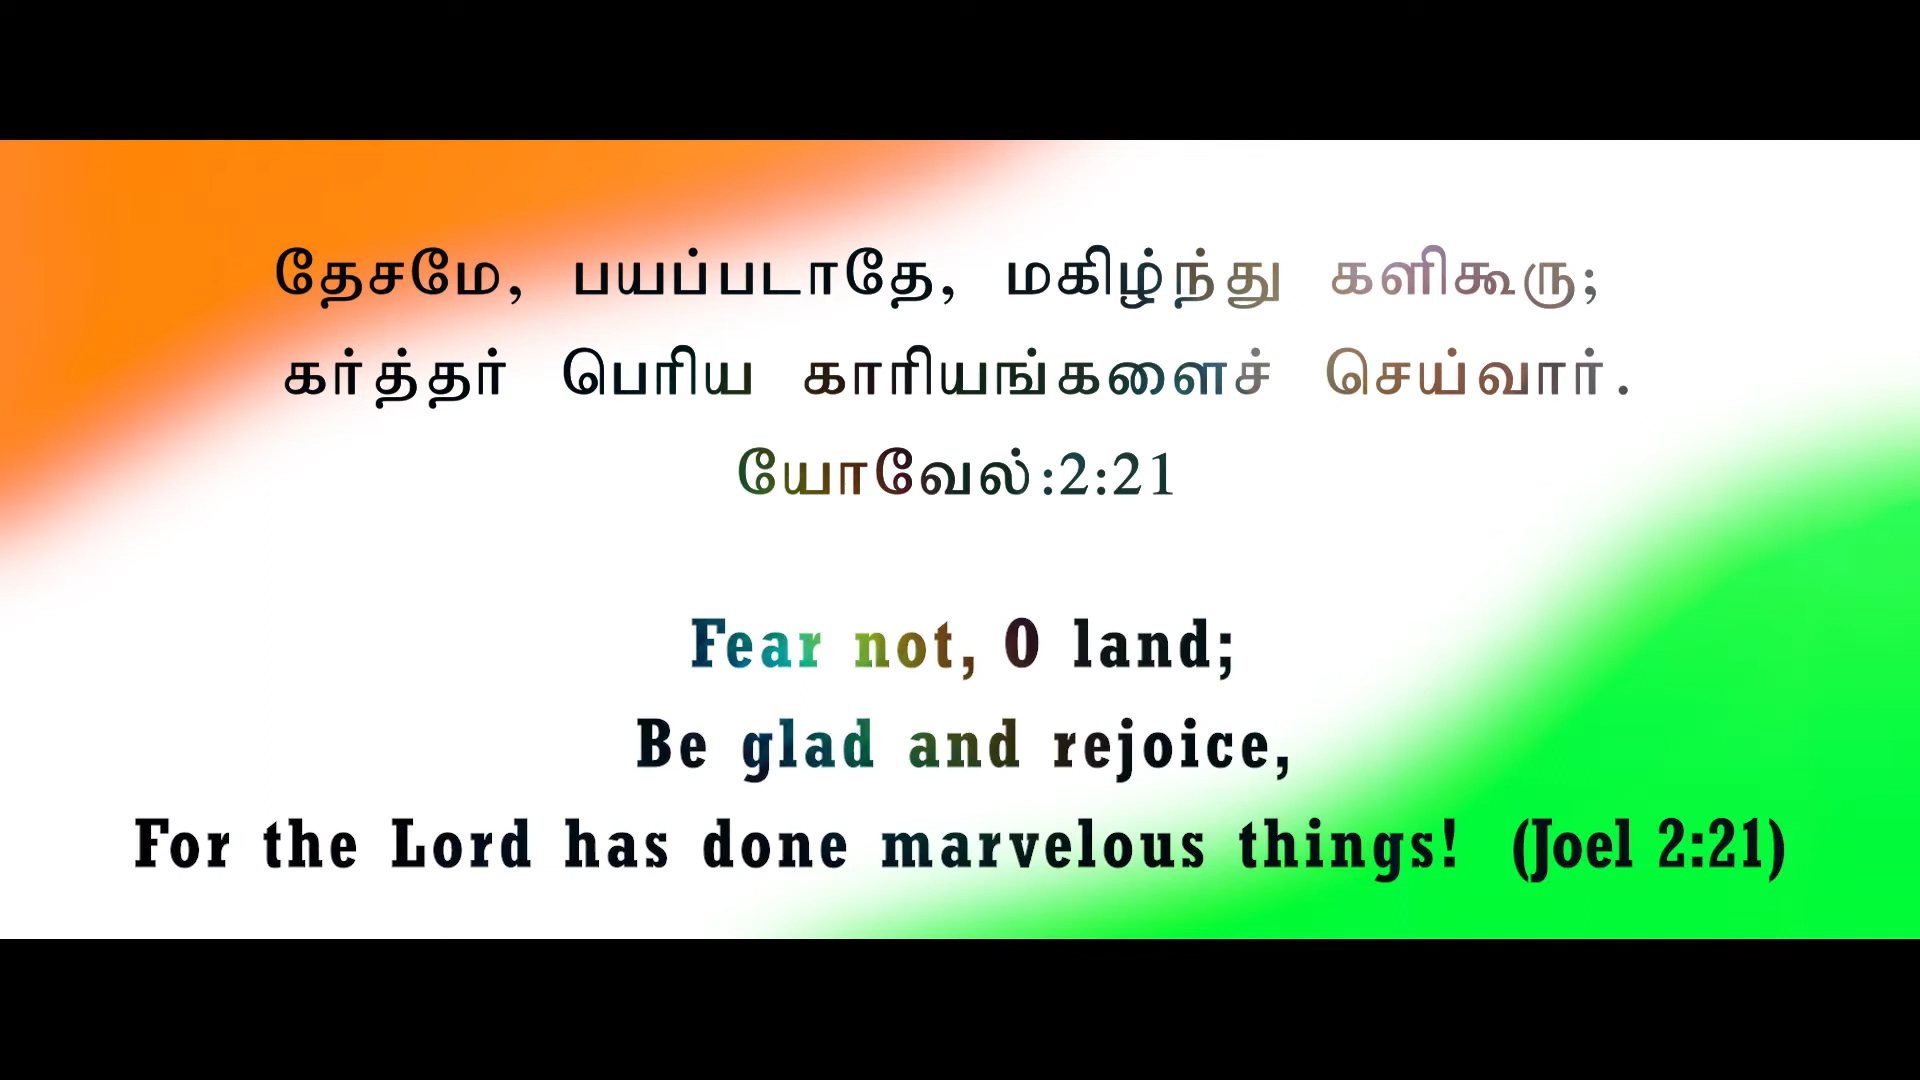 தேசமே, பயப்படாதே, மகிழ்ந்து களிகூரு;
கர்த்தர் பெரிய காரியங்களைச் செய்வார்.
யோவேல்:2:21
Fear not, O land;
Be glad and rejoice,
For the Lord has done marvelous things! (Joel 2:21)